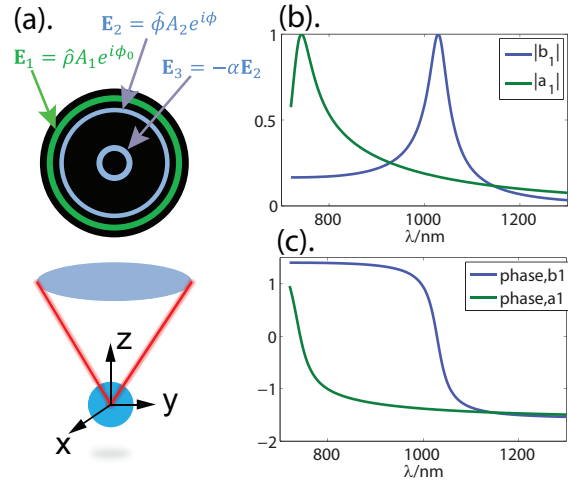 (a).
𝐄₂ = ϕ̂A₂e^{iϕ}
𝐄₁ = ρ̂A₁e^{iϕ₀}
𝐄₃ = −α𝐄₂
z
y
x
(b).
|b₁|
|a₁|
1
0.5
0
800 1000 1200
λ/nm
(c).
phase,b1
phase,a1
1
0
−1
−2
800 1000 1200
λ/nm